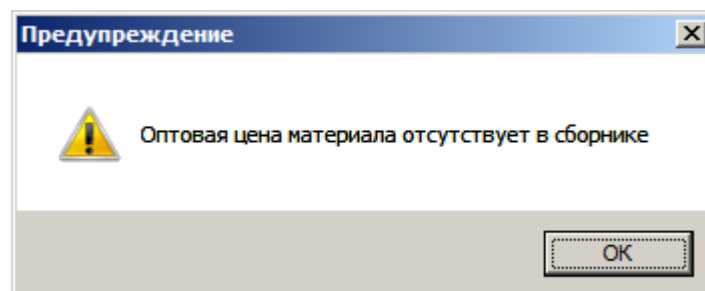 Предупреждение
Оптовая цена материала отсутствует в сборнике
OK